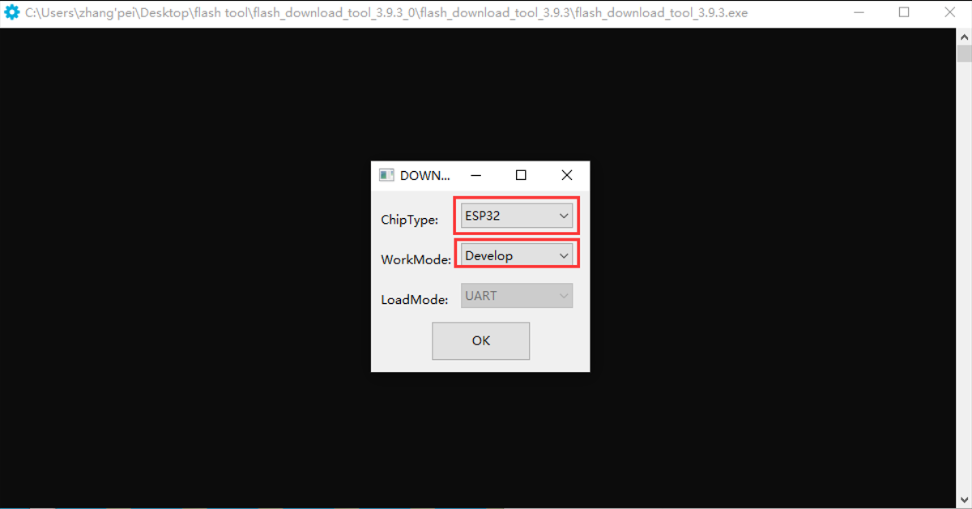 C:\Users\zhang'pei\Desktop\flash tool\flash_download_tool_3.9.3_0\flash_download_tool_3.9.3\flash_download_tool_3.9.3.exe
DOWN...
ChipType: ESP32
WorkMode: Develop
LoadMode: UART
OK